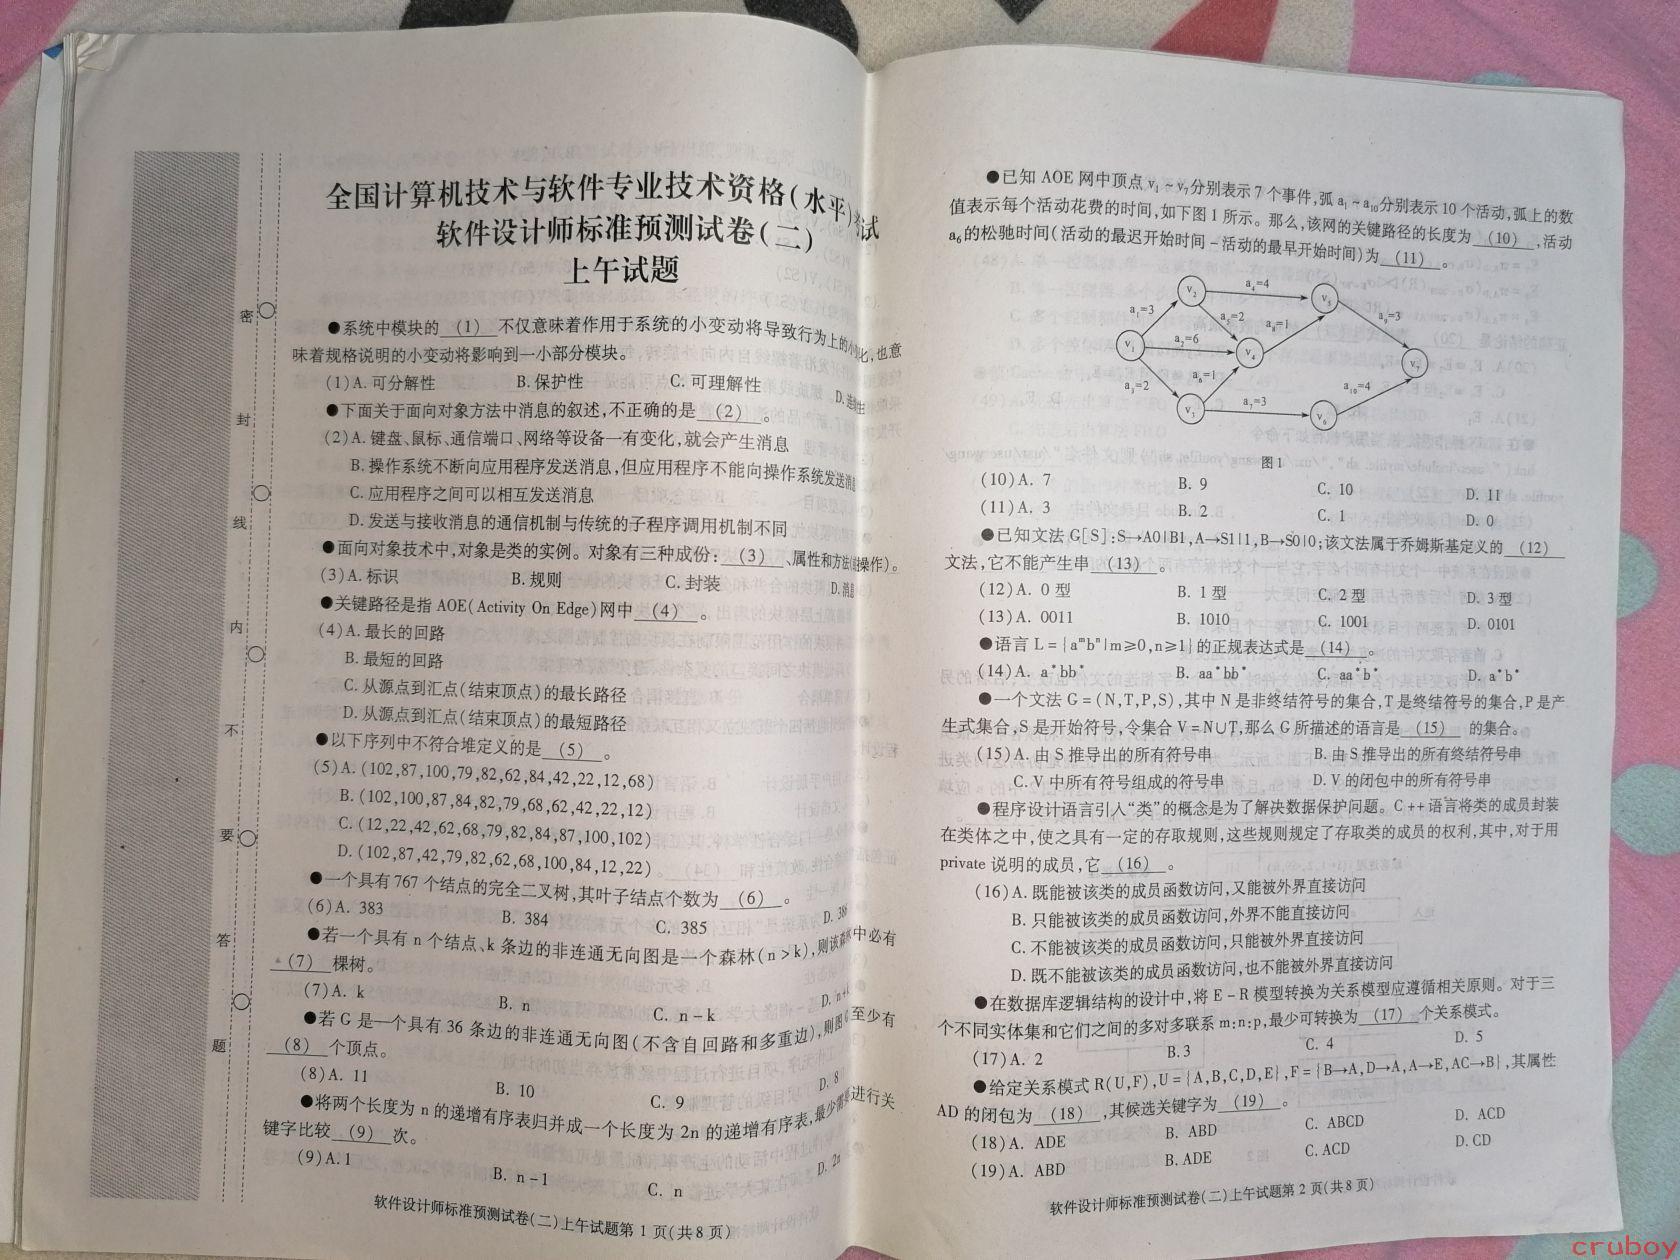 全国计算机技术与软件专业技术资格(水平)考试
软件设计师标准预测试卷(二)
上午试题
●系统中模块的 (1) 不仅意味着作用于系统的小变动将导致行为上的小变化,也意
味着规格说明的小变动将影响到一小部分模块。
(1)A.可分解性 B.保护性 C.可理解性 D.连续性
●下面关于面向对象方法中消息的叙述,不正确的是 (2) 。
(2)A.键盘、鼠标、通信端口、网络等设备一有变化,就会产生消息
B.操作系统不断向应用程序发送消息,但应用程序不能向操作系统发送消息
C.应用程序之间可以相互发送消息
D.发送与接收消息的通信机制与传统的子程序调用机制不同
●面向对象技术中,对象是类的实例。对象有三种成份: (3) 、属性和方法(或操作)。
(3)A.标识 B.规则 C.封装 D.消息
●关键路径是指 AOE(Activity On Edge)网中 (4) 。
(4)A.最长的回路
B.最短的回路
C.从源点到汇点(结束顶点)的最长路径
D.从源点到汇点(结束顶点)的最短路径
●以下序列中不符合堆定义的是 (5) 。
(5)A.(102,87,100,79,82,62,84,42,22,12,68)
B.(102,100,87,84,82,79,68,62,42,22,12)
C.(12,22,42,62,68,79,82,84,87,100,102)
D.(102,87,42,79,82,62,68,100,84,12,22)。
●一个具有767个结点的完全二叉树,其叶子结点个数为 (6) 。
(6)A. 383 B. 384 C. 385 D. 386
●若一个具有 n 个结点、k 条边的非连通无向图是一个森林(n>k),则该森林中必有
(7) 棵树。
(7)A. k B. n C. n-k D. n+k
●若 G 是一个具有 36 条边的非连通无向图(不含自回路和多重边),则图 G 至少有
(8) 个顶点。
(8)A. 11 B. 10 C. 9 D. 8
●将两个长度为 n 的递增有序表归并成一个长度为 2n 的递增有序表,最少需要进行关
键字比较 (9) 次。
(9)A.1 B. n-1 C. n D. 2n
软件设计师标准预测试卷(二)上午试题第 1 页(共8页)
密
封
线
内
不
要
答
题
●已知 AOE 网中顶点 v₁~v₇分别表示 7 个事件,弧 a₁~a₁₀分别表示 10 个活动,弧上的数
值表示每个活动花费的时间,如下图 1 所示。那么,该网的关键路径的长度为 (10) ,活动
a₆的松驰时间(活动的最迟开始时间-活动的最早开始时间)为 (11) 。
v₂ a₄=4 v₅
a₁=3 a₅=2 a₈=1 a₉=3
v₁ a₂=6 v₄ v₇
a₃=2 a₆=1 a₁₀=4
v₃ a₇=3 v₆
图1
(10)A. 7 B. 9 C. 10 D. 11
(11)A. 3 B. 2 C. 1 D. 0
●已知文法 G[S]:S→A0|B1,A→S1|1,B→S0|0;该文法属于乔姆斯基定义的 (12)
文法,它不能产生串 (13) 。
(12)A. 0型 B. 1型 C. 2型 D. 3型
(13)A. 0011 B. 1010 C. 1001 D. 0101
●语言 L={aᵐbⁿ|m≥0,n≥1}的正规表达式是 (14) 。
(14)A. a*bb* B. aa*bb* C. aa*b* D. a*b*
●一个文法 G=(N,T,P,S),其中 N 是非终结符号的集合,T 是终结符号的集合,P 是产
生式集合,S 是开始符号,令集合 V=N∪T,那么 G 所描述的语言是 (15) 的集合。
(15)A.由 S 推导出的所有符号串 B.由 S 推导出的所有终结符号串
C.V 中所有符号组成的符号串 D.V 的闭包中的所有符号串
●程序设计语言引入“类”的概念是为了解决数据保护问题。C++语言将类的成员封装
在类体之中,使之具有一定的存取规则,这些规则规定了存取类的成员的权利,其中,对于用
private 说明的成员,它 (16) 。
(16)A.既能被该类的成员函数访问,又能被外界直接访问
B.只能被该类的成员函数访问,外界不能直接访问
C.不能被该类的成员函数访问,只能被外界直接访问
D.既不能被该类的成员函数访问,也不能被外界直接访问
●在数据库逻辑结构的设计中,将 E-R 模型转换为关系模型应遵循相关原则。对于三
个不同实体集和它们之间的多对多联系 m:n:p,最少可转换为 (17) 个关系模式。
(17)A. 2 B.3 C. 4 D. 5
●给定关系模式 R(U,F),U={A,B,C,D,E},F={B→A,D→A,A→E,AC→B},其属性
AD 的闭包为 (18) ,其候选关键字为 (19) 。
(18)A. ADE B. ABD C. ABCD D. ACD
(19)A. ABD B. ADE C. ACD D. CD
软件设计师标准预测试卷(二)上午试题第 2 页(共8页)
cruboy